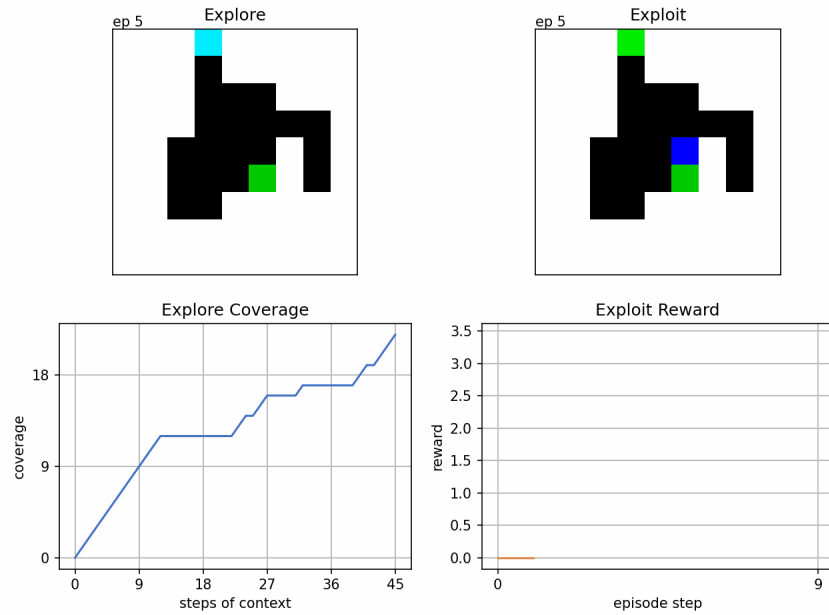 Explore
ep 5
Exploit
ep 5
Explore Coverage
coverage
18
9
0
0 9 18 27 36 45
steps of context
Exploit Reward
reward
3.5
3.0
2.5
2.0
1.5
1.0
0.5
0.0
0 9
episode step